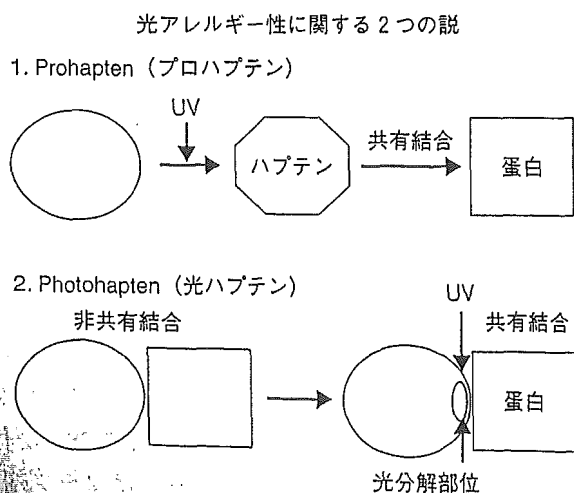 光アレルギー性に関する2つの説
1. Prohapten（プロハプテン）
UV
ハプテン
共有結合
蛋白
2. Photohapten（光ハプテン）
非共有結合
UV
共有結合
蛋白
光分解部位